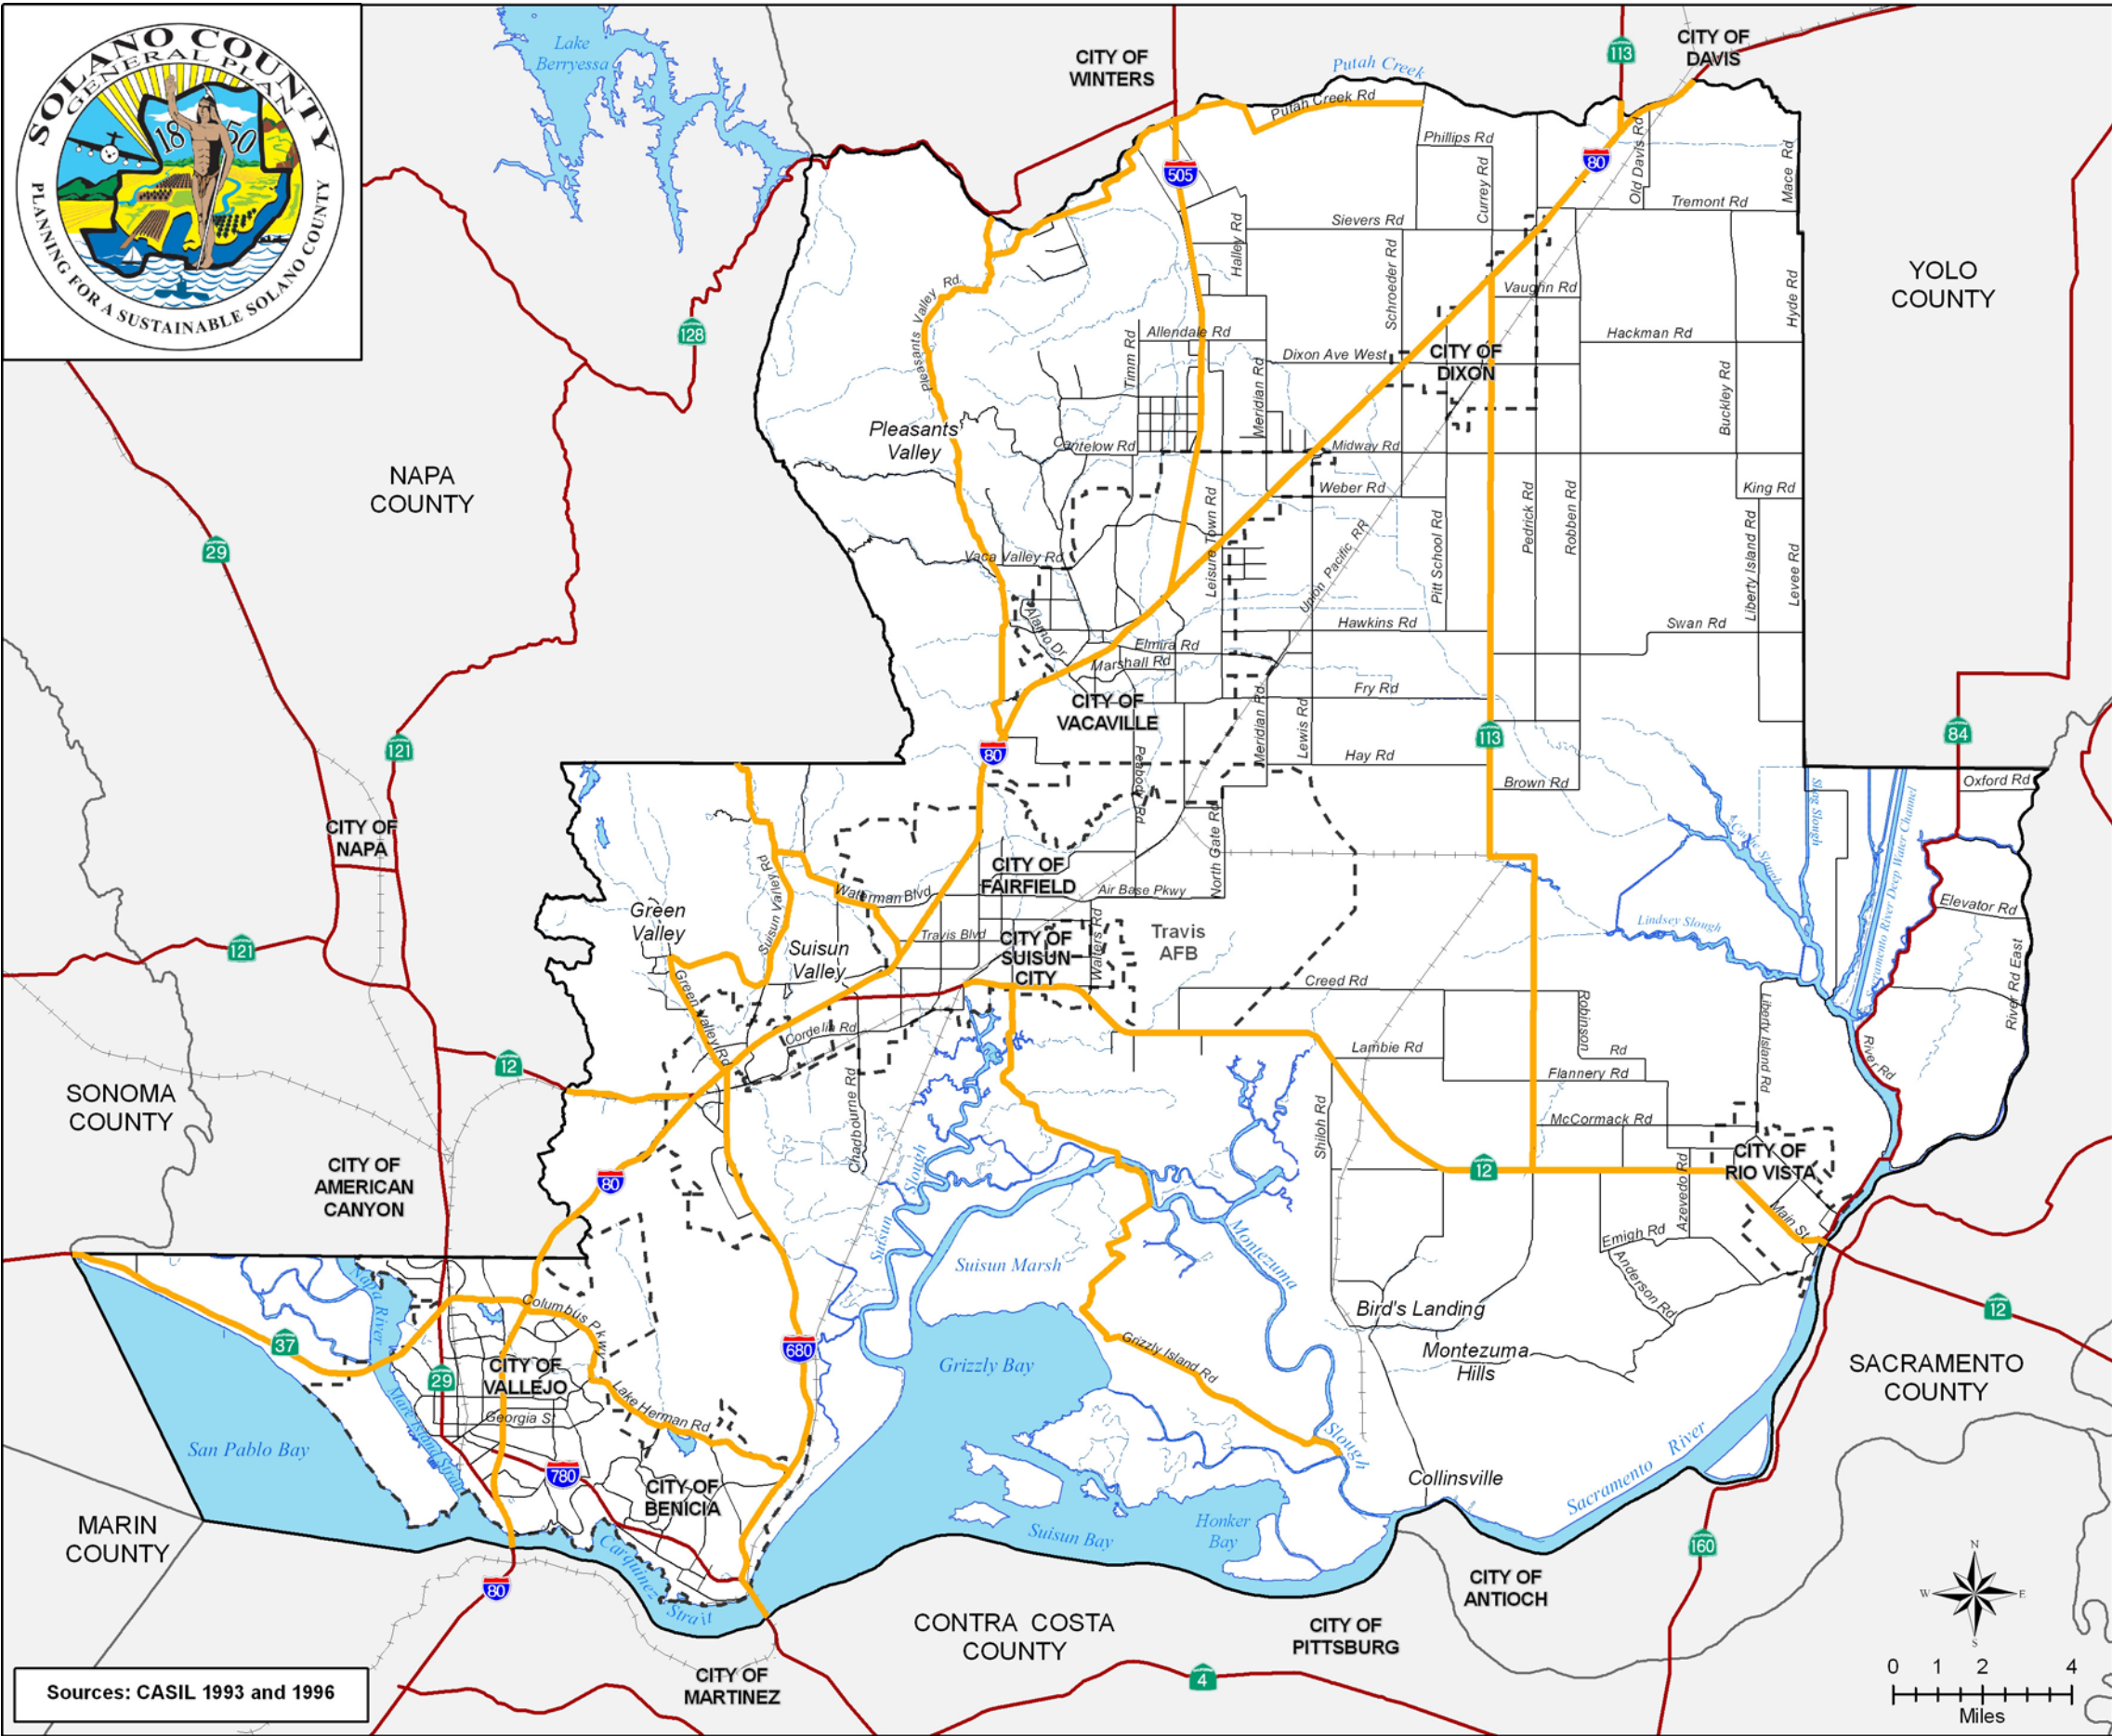 SOLANO COUNTY
GENERAL PLAN
18 50
PLANNING FOR A SUSTAINABLE SOLANO COUNTY
Lake
Berryessa
CITY OF
WINTERS
Putah Creek
113
CITY OF
DAVIS
Putah Creek Rd
Phillips Rd
80
Old Davis Rd
Mace Rd
505
Currey Rd
Tremont Rd
Sievers Rd
Halley Rd
Schroeder Rd
YOLO
COUNTY
Pleasants Valley Rd
Vaughn Rd
Hyde Rd
128
Timm Rd
Allendale Rd
Hackman Rd
Dixon Ave West
CITY OF
DIXON
Meridian Rd
Buckley Rd
Pleasants
Valley
Cantelow Rd
Midway Rd
NAPA
COUNTY
Weber Rd
King Rd
Leisure Town Rd
Pitt School Rd
Pedrick Rd
Robben Rd
Liberty Island Rd
Levee Rd
29
Vaca Valley Rd
Union Pacific RR
Alamo Dr
Hawkins Rd
Swan Rd
Elmira Rd
Marshall Rd
Fry Rd
CITY OF
VACAVILLE
Meridian Rd
Lewis Rd
121
80
113
84
Peabody Rd
Hay Rd
Brown Rd
Oxford Rd
Shag Slough
Cache Slough
Sacramento River Deep Water Channel
CITY OF
NAPA
North Gate Rd
CITY OF
FAIRFIELD
Suisun Valley Rd
Waterman Blvd
Air Base Pkwy
Elevator Rd
Green
Valley
Lindsey Slough
121
Suisun
Valley
Travis Blvd
CITY OF
SUISUN
CITY
Walters Rd
Travis
AFB
River Rd East
Creed Rd
Green Valley Rd
Cordelia Rd
Robinson
Rd
Liberty Island Rd
River Rd
12
Lambie Rd
Flannery Rd
SONOMA
COUNTY
Chadbourne Rd
Shiloh Rd
McCormack Rd
CITY OF
RIO VISTA
12
Azevedo Rd
CITY OF
AMERICAN
CANYON
80
Suisun
Slough
Main St
Montezuma
Emigh Rd
Suisun Marsh
Anderson Rd
Napa River
Columbus Pkwy
Bird's Landing
12
37
680
Grizzly Bay
Grizzly Island Rd
Montezuma
Hills
SACRAMENTO
COUNTY
29
CITY OF
VALLEJO
Lake Herman Rd
Mare Island Strait
Georgia St
San Pablo Bay
Slough
780
CITY OF
BENICIA
Collinsville
Sacramento River
MARIN
COUNTY
Honker
Bay
Suisun Bay
160
Carquinez
Strait
80
CITY OF
ANTIOCH
N
W E
S
CONTRA COSTA
COUNTY
CITY OF
PITTSBURG
CITY OF
MARTINEZ
4
0 1 2 4
Miles
Sources: CASIL 1993 and 1996